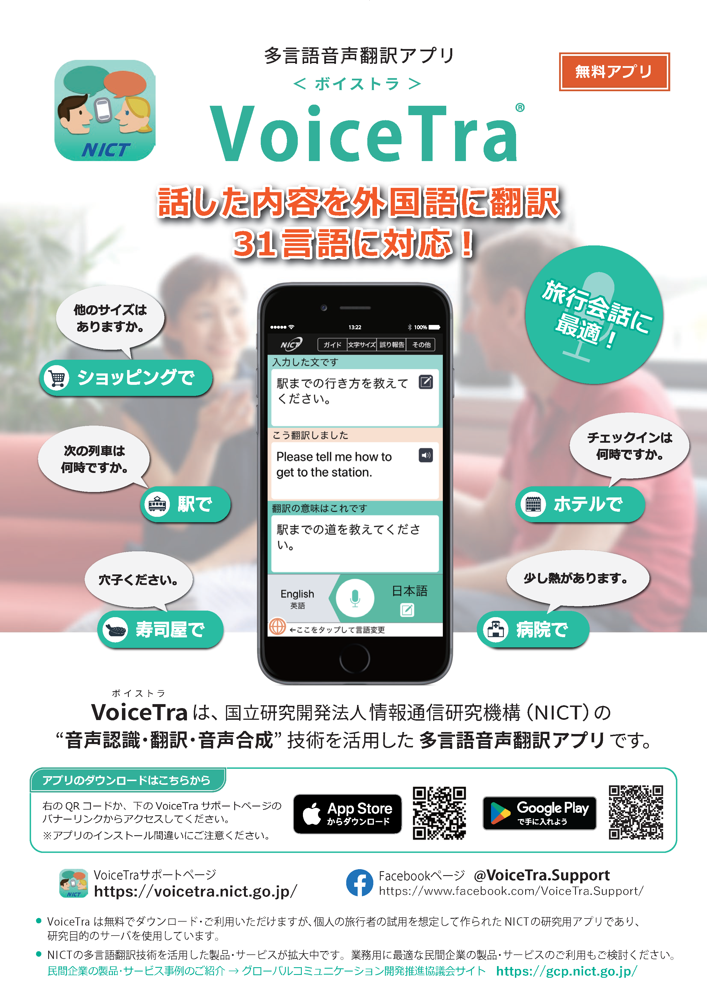 多言語音声翻訳アプリ
＜ ボイストラ ＞
VoiceTra®
無料アプリ
NICT
話した内容を外国語に翻訳
31言語に対応！
旅行会話に
最適！
他のサイズは
ありますか。
ショッピングで
次の列車は
何時ですか。
駅で
穴子ください。
寿司屋で
チェックインは
何時ですか。
ホテルで
少し熱があります。
病院で
13:22
100%
NICT ガイド 文字サイズ 誤り報告 その他
入力した文です
駅までの行き方を教えて
ください。
こう翻訳しました
Please tell me how to
get to the station.
翻訳の意味はこれです
駅までの道を教えてくださ
い。
English
英語
日本語
←ここをタップして言語変更
ボイストラ
VoiceTra は、国立研究開発法人情報通信研究機構（NICT）の
“音声認識・翻訳・音声合成” 技術を活用した 多言語音声翻訳アプリ です。
アプリのダウンロードはこちらから
右の QR コードか、下の VoiceTra サポートページの
バナーリンクからアクセスしてください。
※アプリのインストール間違いにご注意ください。
App Store
からダウンロード
Google Play
で手に入れよう
NICT
VoiceTraサポートページ
https://voicetra.nict.go.jp/
Facebookページ @VoiceTra.Support
https://www.facebook.com/VoiceTra.Support/
● VoiceTra は無料でダウンロード・ご利用いただけますが、個人の旅行者の試用を想定して作られた NICTの研究用アプリであり、
研究目的のサーバを使用しています。
● NICTの多言語翻訳技術を活用した製品・サービスが拡大中です。業務用に最適な民間企業の製品・サービスのご利用もご検討ください。
民間企業の製品・サービス事例のご紹介 → グローバルコミュニケーション開発推進協議会サイト https://gcp.nict.go.jp/